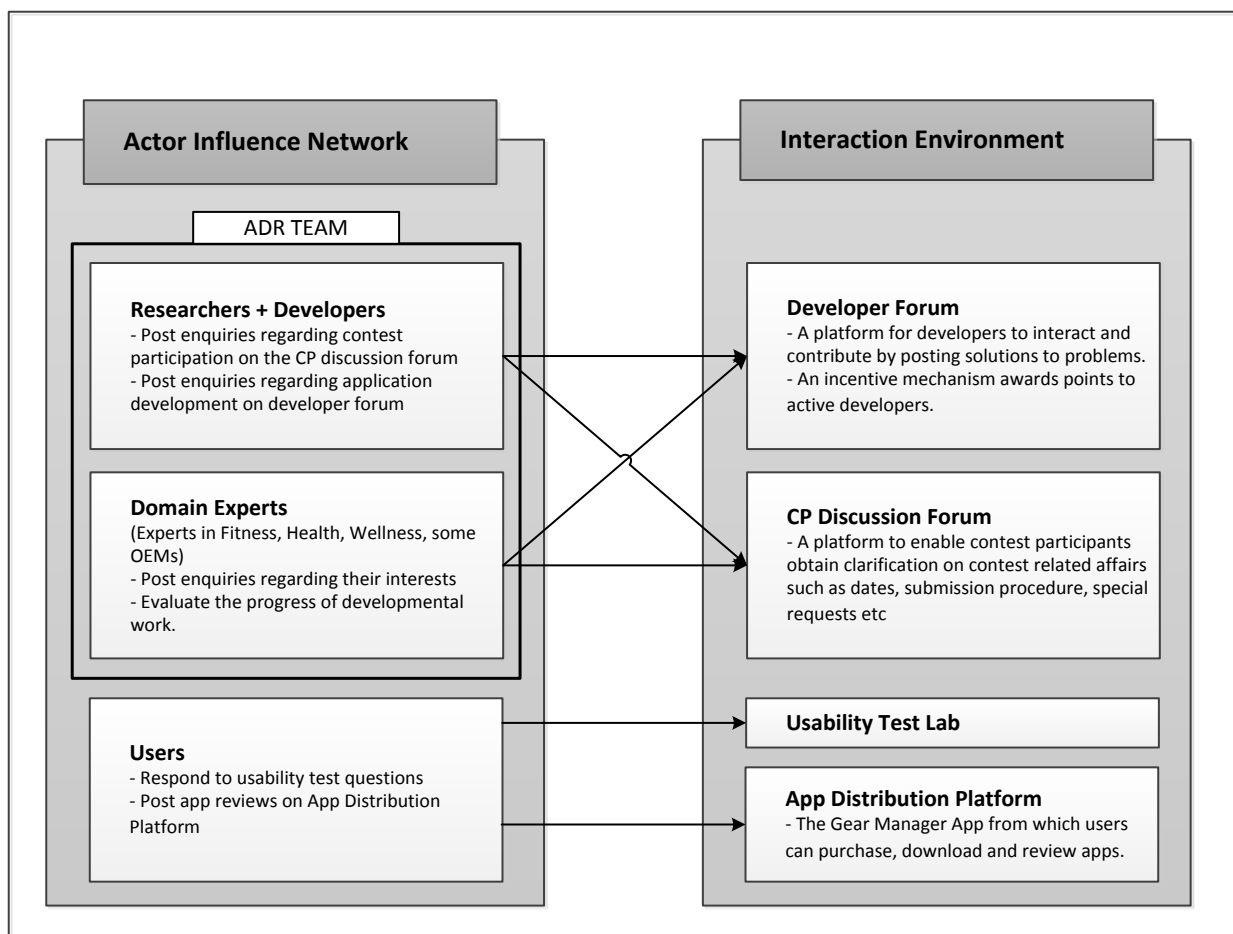 Actor Influence Network
ADR TEAM
Researchers + Developers
- Post enquiries regarding contest
participation on the CP discussion forum
- Post enquiries regarding application
development on developer forum
Domain Experts
(Experts in Fitness, Health, Wellness, some
OEMs)
- Post enquiries regarding their interests
- Evaluate the progress of developmental
work.
Users
- Respond to usability test questions
- Post app reviews on App Distribution
Platform
Interaction Environment
Developer Forum
- A platform for developers to interact and
contribute by posting solutions to problems.
- An incentive mechanism awards points to
active developers.
CP Discussion Forum
- A platform to enable contest participants
obtain clarification on contest related affairs
such as dates, submission procedure, special
requests etc
Usability Test Lab
App Distribution Platform
- The Gear Manager App from which users
can purchase, download and review apps.